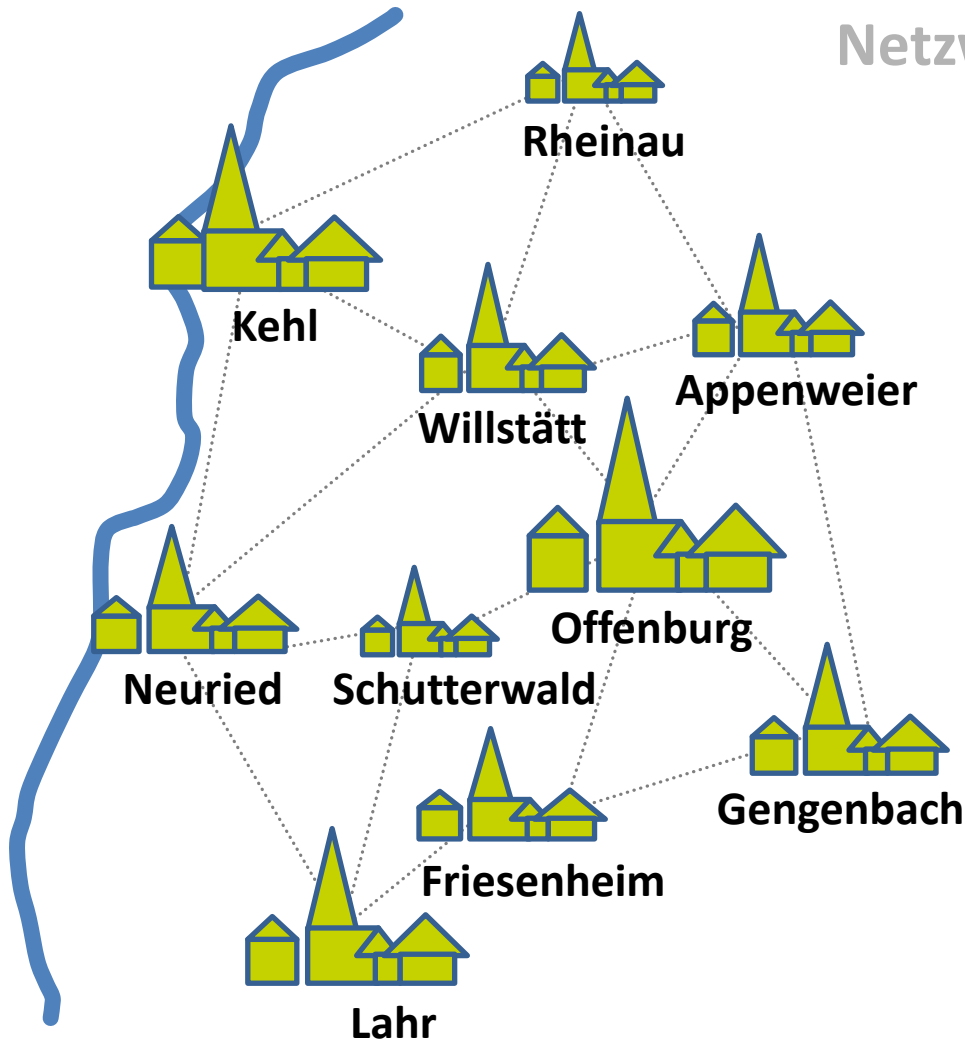 Rheinau
Kehl
Appenweier
Willstätt
Offenburg
Neuried
Schutterwald
Gengenbach
Friesenheim
Lahr